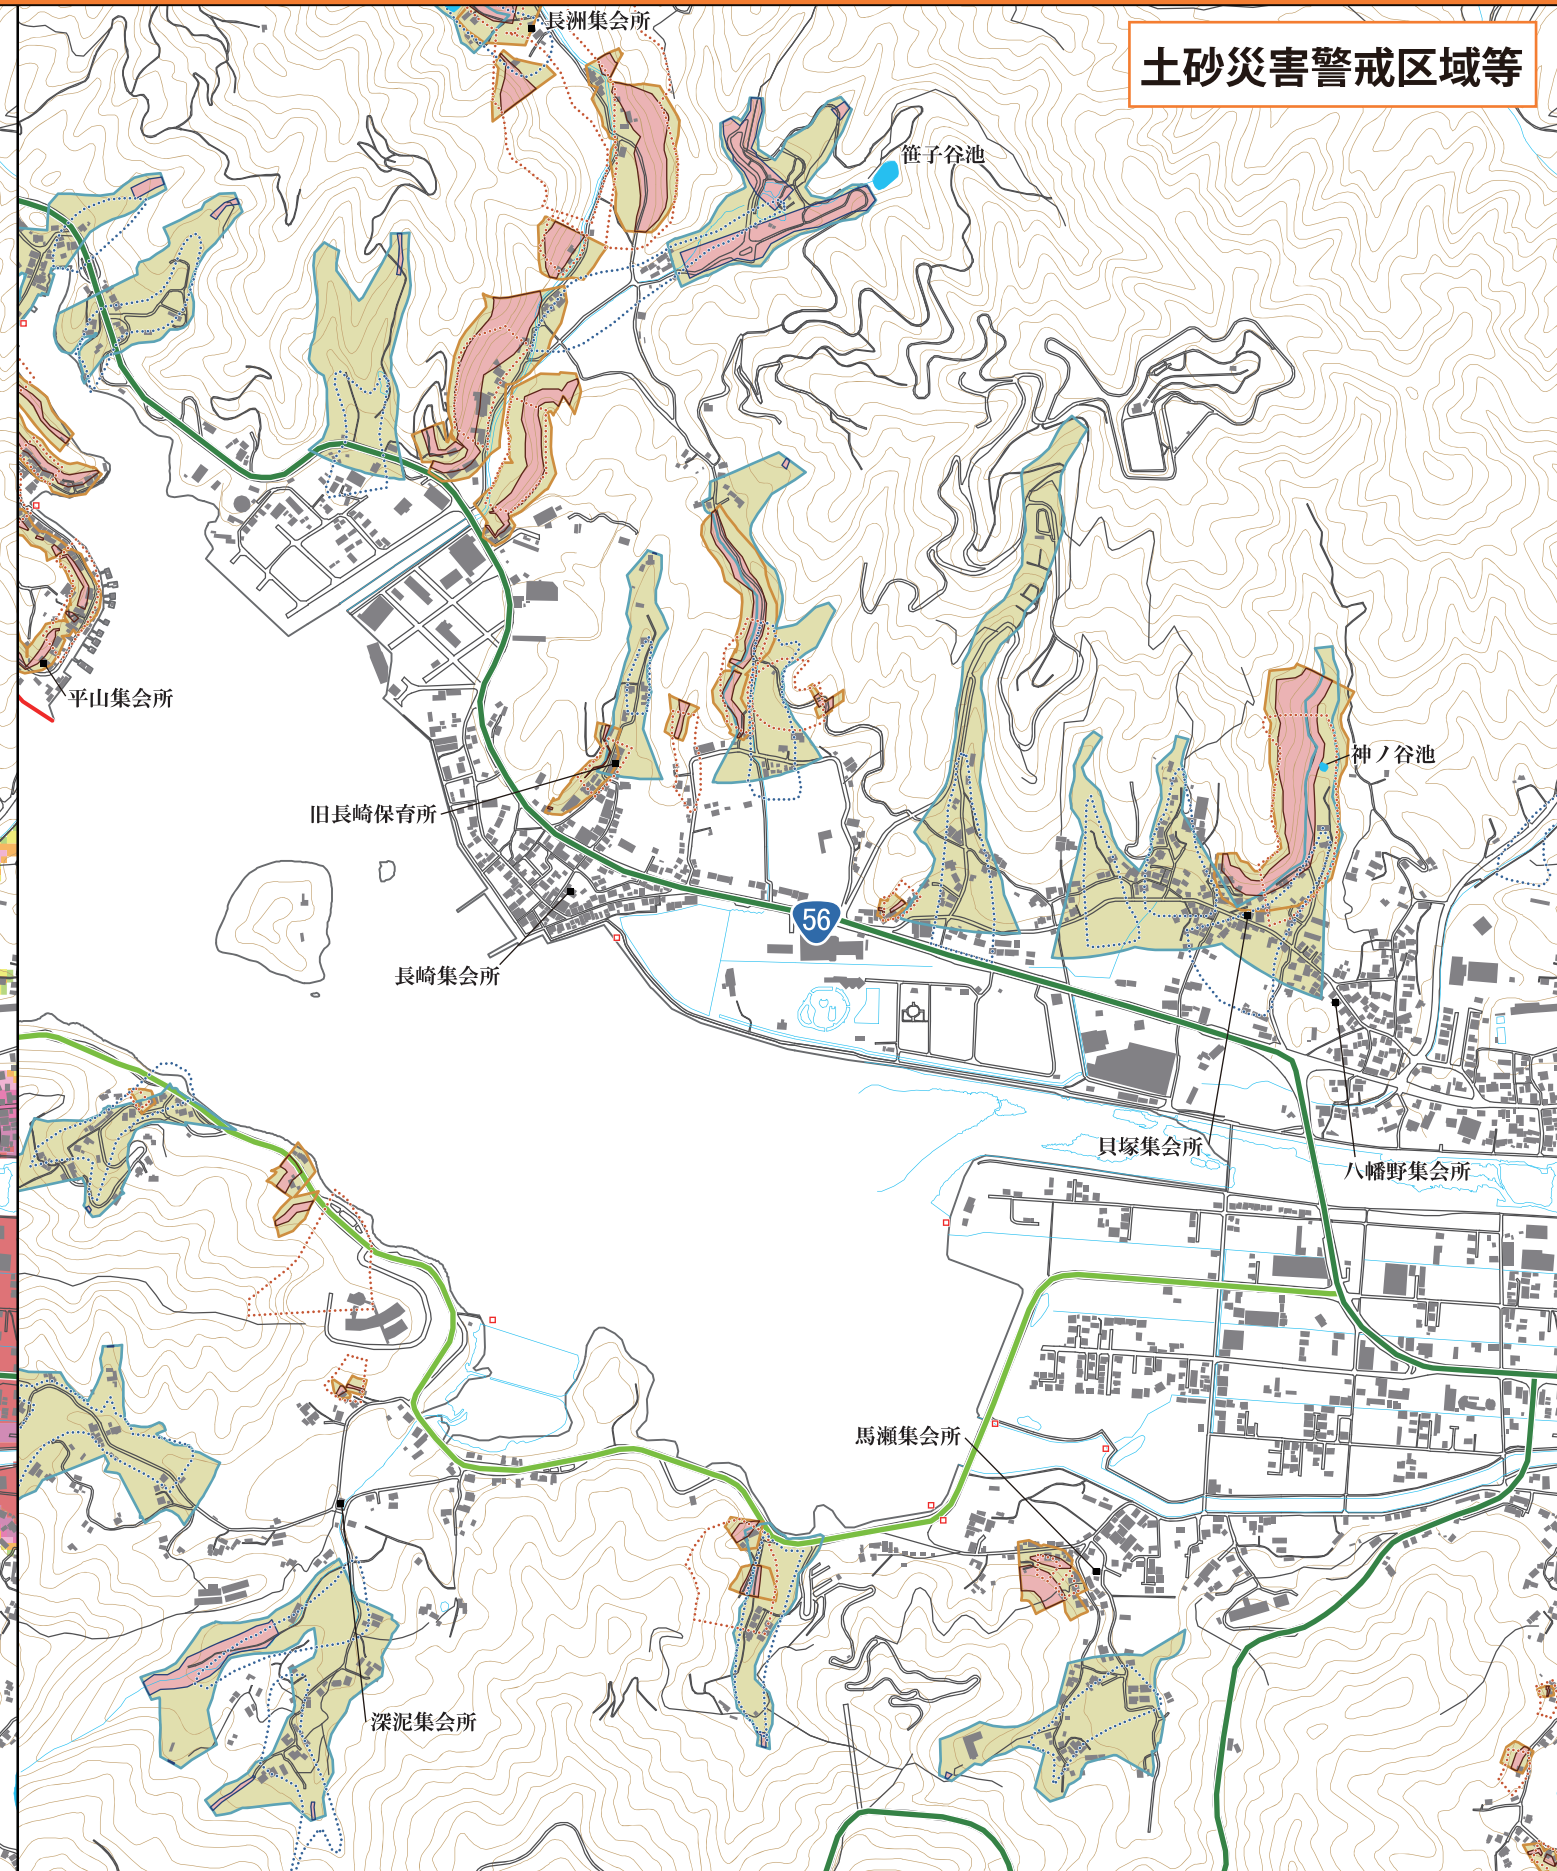 長洲集会所
土砂災害警戒区域等
笹子谷池
平山集会所
神ノ谷池
旧長崎保育所
56
長崎集会所
貝塚集会所
八幡野集会所
馬瀬集会所
深泥集会所